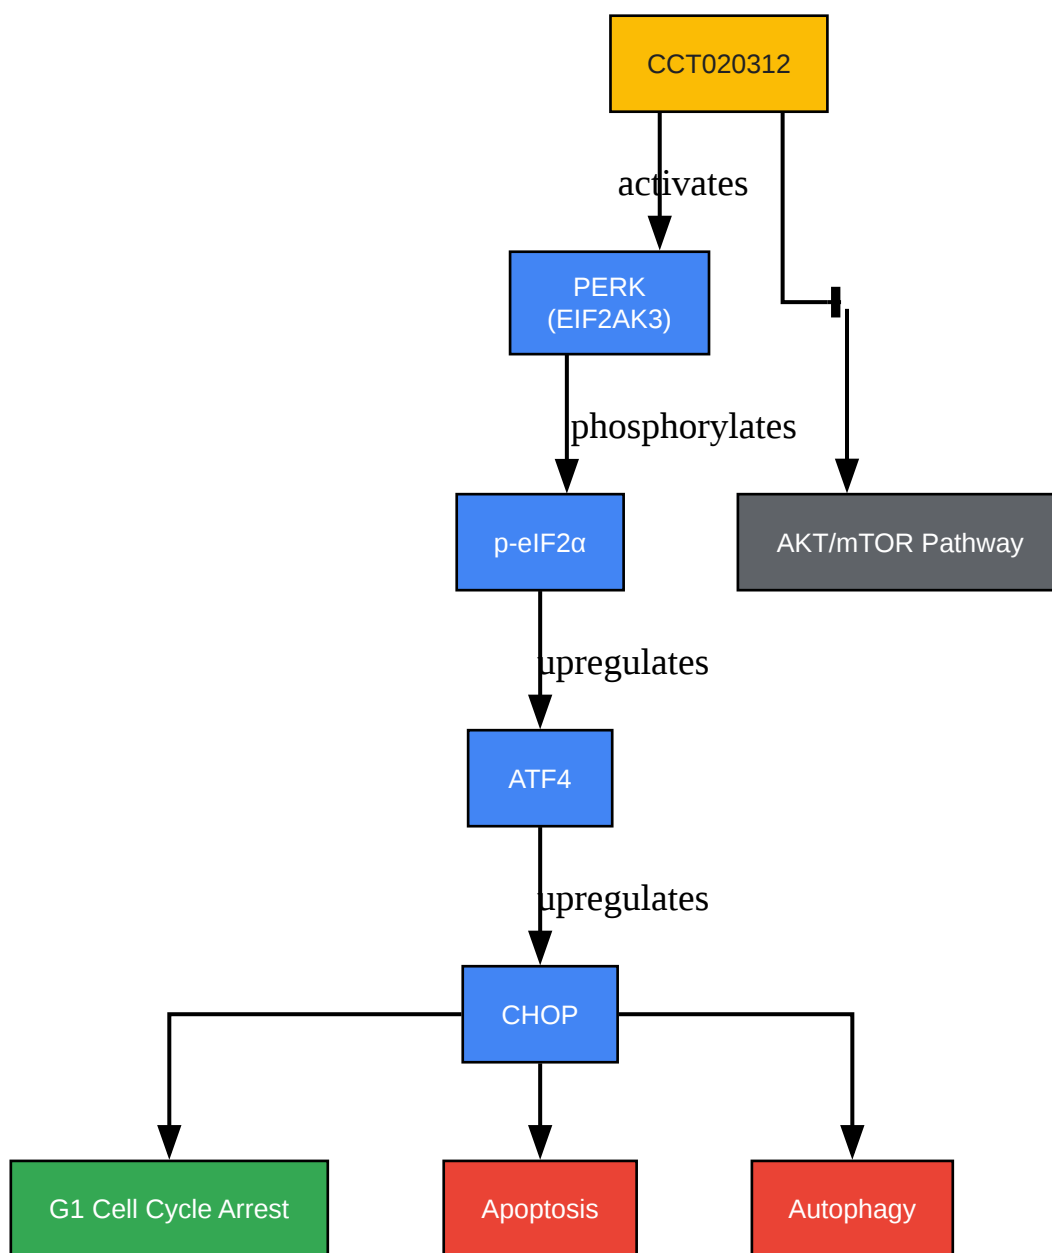 CCT020312
activates
PERK
(EIF2AK3)
phosphorylates
p-eIF2α
AKT/mTOR Pathway
upregulates
ATF4
upregulates
CHOP
G1 Cell Cycle Arrest
Apoptosis
Autophagy